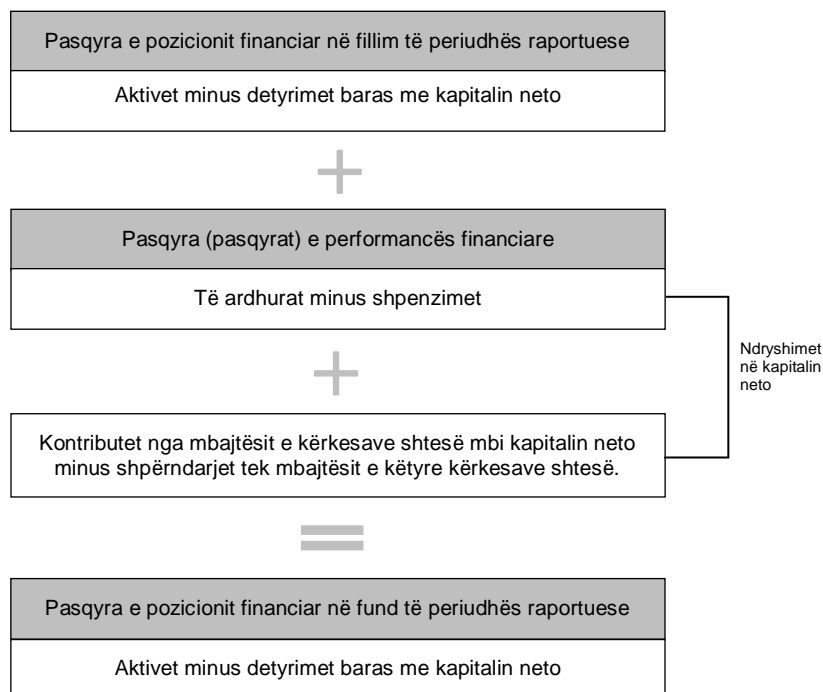 Pasqyra e pozicionit financiar në fillim të periudhës raportuese
Aktivet minus detyrimet baras me kapitalin neto
+
Pasqyra (pasqyrat) e performancës financiare
Të ardhurat minus shpenzimet
Ndryshimet
në kapitalin
neto
+
Kontributet nga mbajtësit e kërkesave shtesë mbi kapitalin neto
minus shpërndarjet tek mbajtësit e këtyre kërkesave shtesë.
=
Pasqyra e pozicionit financiar në fund të periudhës raportuese
Aktivet minus detyrimet baras me kapitalin neto